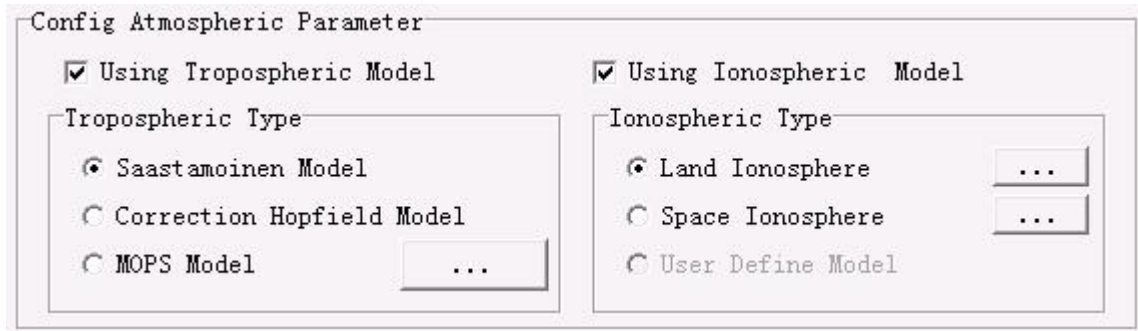 Config Atmospheric Parameter
Using Tropospheric Model
Using Ionospheric Model
Tropospheric Type
Saastamoinen Model
Correction Hopfield Model
MOPS Model
...
Ionospheric Type
Land Ionosphere
...
Space Ionosphere
...
User Define Model